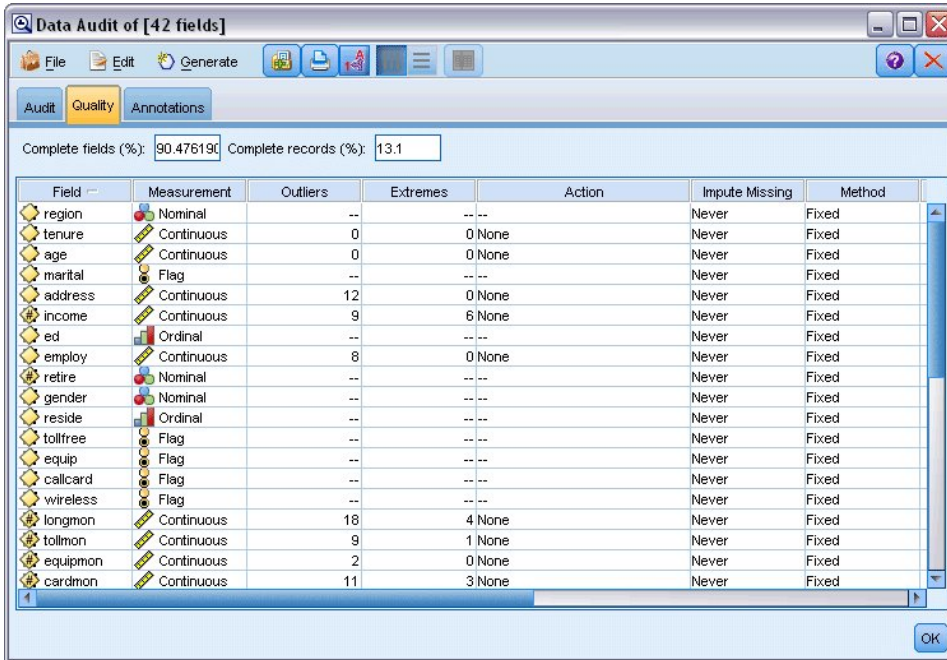 Data Audit of [42 fields]
File Edit Generate
Audit Quality Annotations
Complete fields (%): 90.476190 Complete records (%): 13.1
Field Measurement Outliers Extremes Action Impute Missing Method
region Nominal -- -- -- Never Fixed
tenure Continuous 0 0 None Never Fixed
age Continuous 0 0 None Never Fixed
marital Flag -- -- -- Never Fixed
address Continuous 12 0 None Never Fixed
income Continuous 9 6 None Never Fixed
ed Ordinal -- -- -- Never Fixed
employ Continuous 8 0 None Never Fixed
retire Nominal -- -- -- Never Fixed
gender Nominal -- -- -- Never Fixed
reside Ordinal -- -- -- Never Fixed
tollfree Flag -- -- -- Never Fixed
equip Flag -- -- -- Never Fixed
callcard Flag -- -- -- Never Fixed
wireless Flag -- -- -- Never Fixed
longmon Continuous 18 4 None Never Fixed
tollmon Continuous 9 1 None Never Fixed
equipmon Continuous 2 0 None Never Fixed
cardmon Continuous 11 3 None Never Fixed
OK